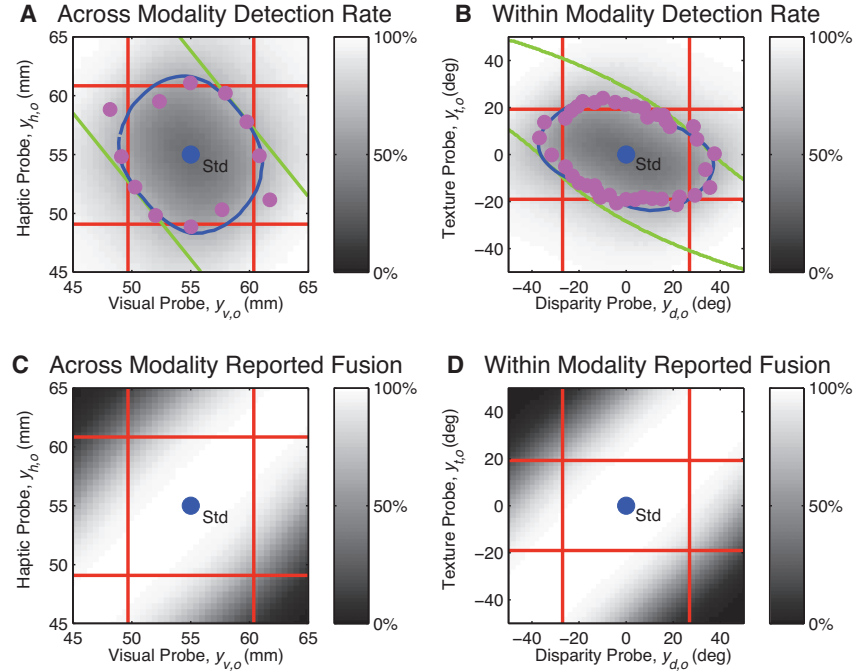 A Across Modality Detection Rate
65
60
55
50
45
Haptic Probe, y_h,o (mm)
Std
45 50 55 60 65
Visual Probe, y_v,o (mm)
100%
50%
0%
B Within Modality Detection Rate
40
20
0
−20
−40
Texture Probe, y_t,o (deg)
Std
−40 −20 0 20 40
Disparity Probe, y_d,o (deg)
100%
50%
0%
C Across Modality Reported Fusion
65
60
55
50
45
Haptic Probe, y_h,o (mm)
Std
45 50 55 60 65
Visual Probe, y_v,o (mm)
100%
50%
0%
D Within Modality Reported Fusion
50
40
20
0
−20
−40
−50
Texture Probe, y_t,o (deg)
Std
−40 −20 0 20 40
Disparity Probe, y_d,o (deg)
100%
50%
0%